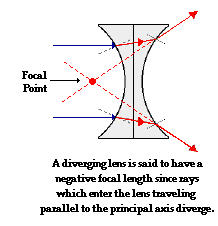 Focal
Point
A diverging lens is said to have a
negative focal length since rays
which enter the lens traveling
parallel to the principal axis diverge.